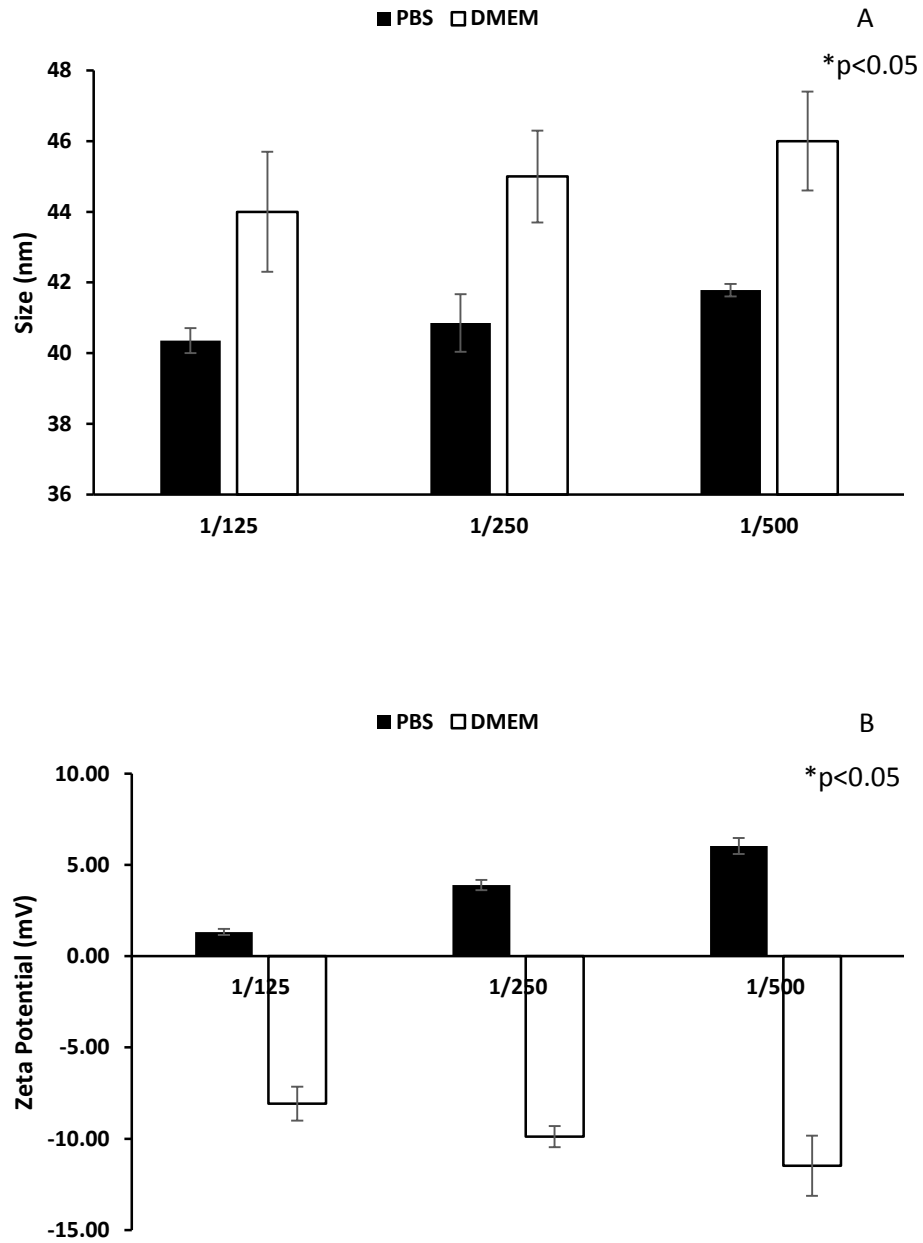 PBS DMEM
A
*p<0.05
48
46
44
42
40
38
36
Size (nm)
1/125 1/250 1/500
PBS DMEM
B
*p<0.05
10.00
5.00
0.00
-5.00
-10.00
-15.00
Zeta Potential (mV)
1/125 1/250 1/500